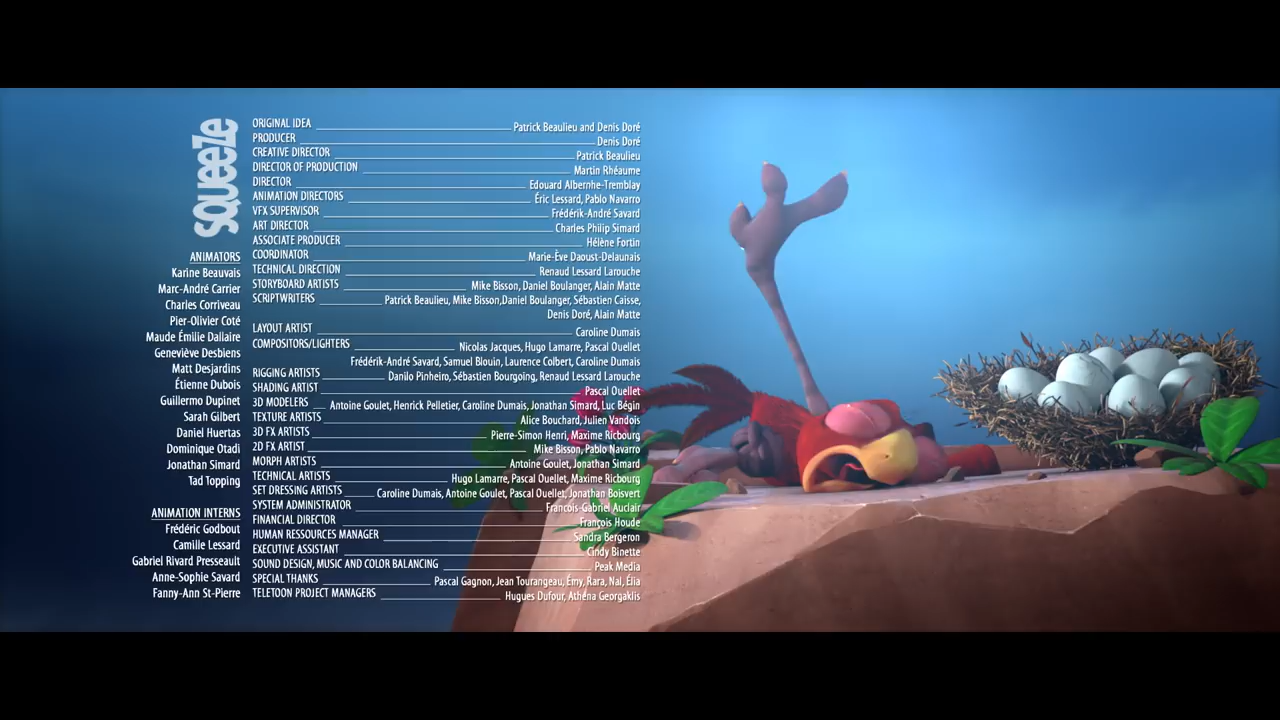 squeeze
ANIMATORS
Karine Beauvais
Marc-André Carrier
Charles Corriveau
Pier-Olivier Coté
Maude Émilie Dallaire
Geneviève Desbiens
Matt Desjardins
Étienne Dubois
Guillermo Dupinet
Sarah Gilbert
Daniel Huertas
Dominique Otadi
Jonathan Simard
Tad Topping
ANIMATION INTERNS
Frédéric Godbout
Camille Lessard
Gabriel Rivard Presseault
Anne-Sophie Savard
Fanny-Ann St-Pierre
ORIGINAL IDEA Patrick Beaulieu and Denis Doré
PRODUCER Denis Doré
CREATIVE DIRECTOR Patrick Beaulieu
DIRECTOR OF PRODUCTION Martin Rhéaume
DIRECTOR Edouard Albernhe-Tremblay
ANIMATION DIRECTORS Éric Lessard, Pablo Navarro
VFX SUPERVISOR Frédérik-André Savard
ART DIRECTOR Charles Philip Simard
ASSOCIATE PRODUCER Hélène Fortin
COORDINATOR Marie-Ève Daoust-Delaunais
TECHNICAL DIRECTION Renaud Lessard Larouche
STORYBOARD ARTISTS Mike Bisson, Daniel Boulanger, Alain Matte
SCRIPTWRITERS Patrick Beaulieu, Mike Bisson,Daniel Boulanger, Sébastien Caisse,
Denis Doré, Alain Matte
LAYOUT ARTIST Caroline Dumais
COMPOSITORS/LIGHTERS Nicolas Jacques, Hugo Lamarre, Pascal Ouellet
Frédérik-André Savard, Samuel Blouin, Laurence Colbert, Caroline Dumais
RIGGING ARTISTS Danilo Pinheiro, Sébastien Bourgoing, Renaud Lessard Larouche
SHADING ARTIST Pascal Ouellet
3D MODELERS Antoine Goulet, Henrick Pelletier, Caroline Dumais, Jonathan Simard, Luc Bégin
TEXTURE ARTISTS Alice Bouchard, Julien Vandois
3D FX ARTISTS Pierre-Simon Henri, Maxime Ricbourg
2D FX ARTIST Mike Bisson, Pablo Navarro
MORPH ARTISTS Antoine Goulet, Jonathan Simard
TECHNICAL ARTISTS Hugo Lamarre, Pascal Ouellet, Maxime Ricbourg
SET DRESSING ARTISTS Caroline Dumais, Antoine Goulet, Pascal Ouellet, Jonathan Boisvert
SYSTEM ADMINISTRATOR Francois-Gabriel Auclair
FINANCIAL DIRECTOR François Houde
HUMAN RESSOURCES MANAGER Sandra Bergeron
EXECUTIVE ASSISTANT Cindy Binette
SOUND DESIGN, MUSIC AND COLOR BALANCING Peak Media
SPECIAL THANKS Pascal Gagnon, Jean Tourangeau, Émy, Rara, Nal, Élia
TELETOON PROJECT MANAGERS Hugues Dufour, Athéna Georgaklis